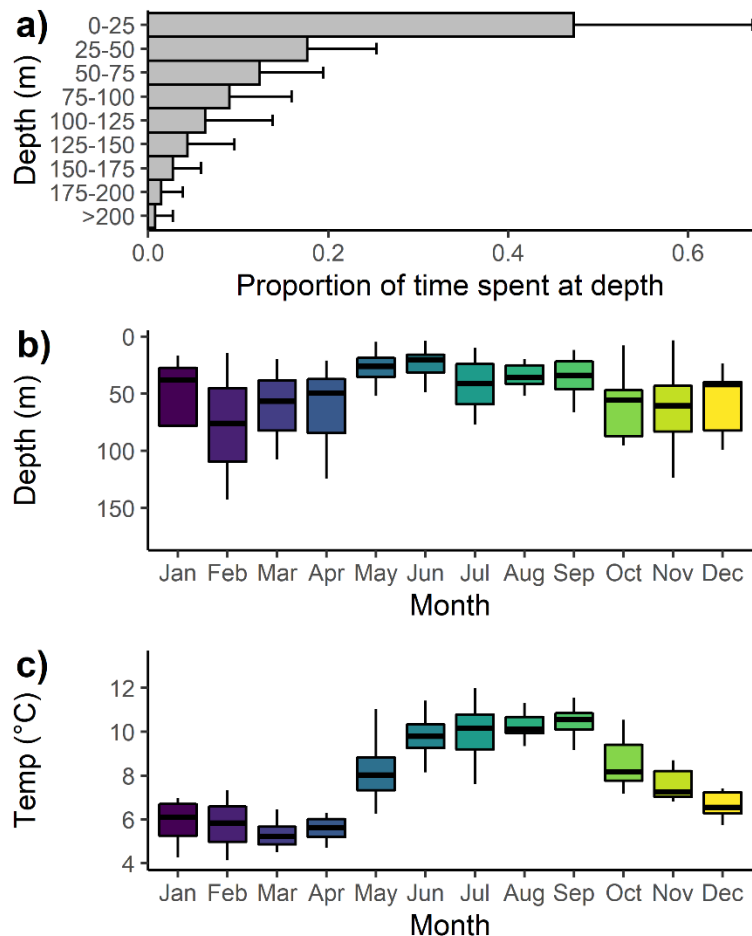 a)
Depth (m)
0-25
25-50
50-75
75-100
100-125
125-150
150-175
175-200
>200
0.0 0.2 0.4 0.6
Proportion of time spent at depth
b)
Depth (m)
0
50
100
150
Jan Feb Mar Apr May Jun Jul Aug Sep Oct Nov Dec
Month
c)
Temp (°C)
12
10
8
6
4
Jan Feb Mar Apr May Jun Jul Aug Sep Oct Nov Dec
Month